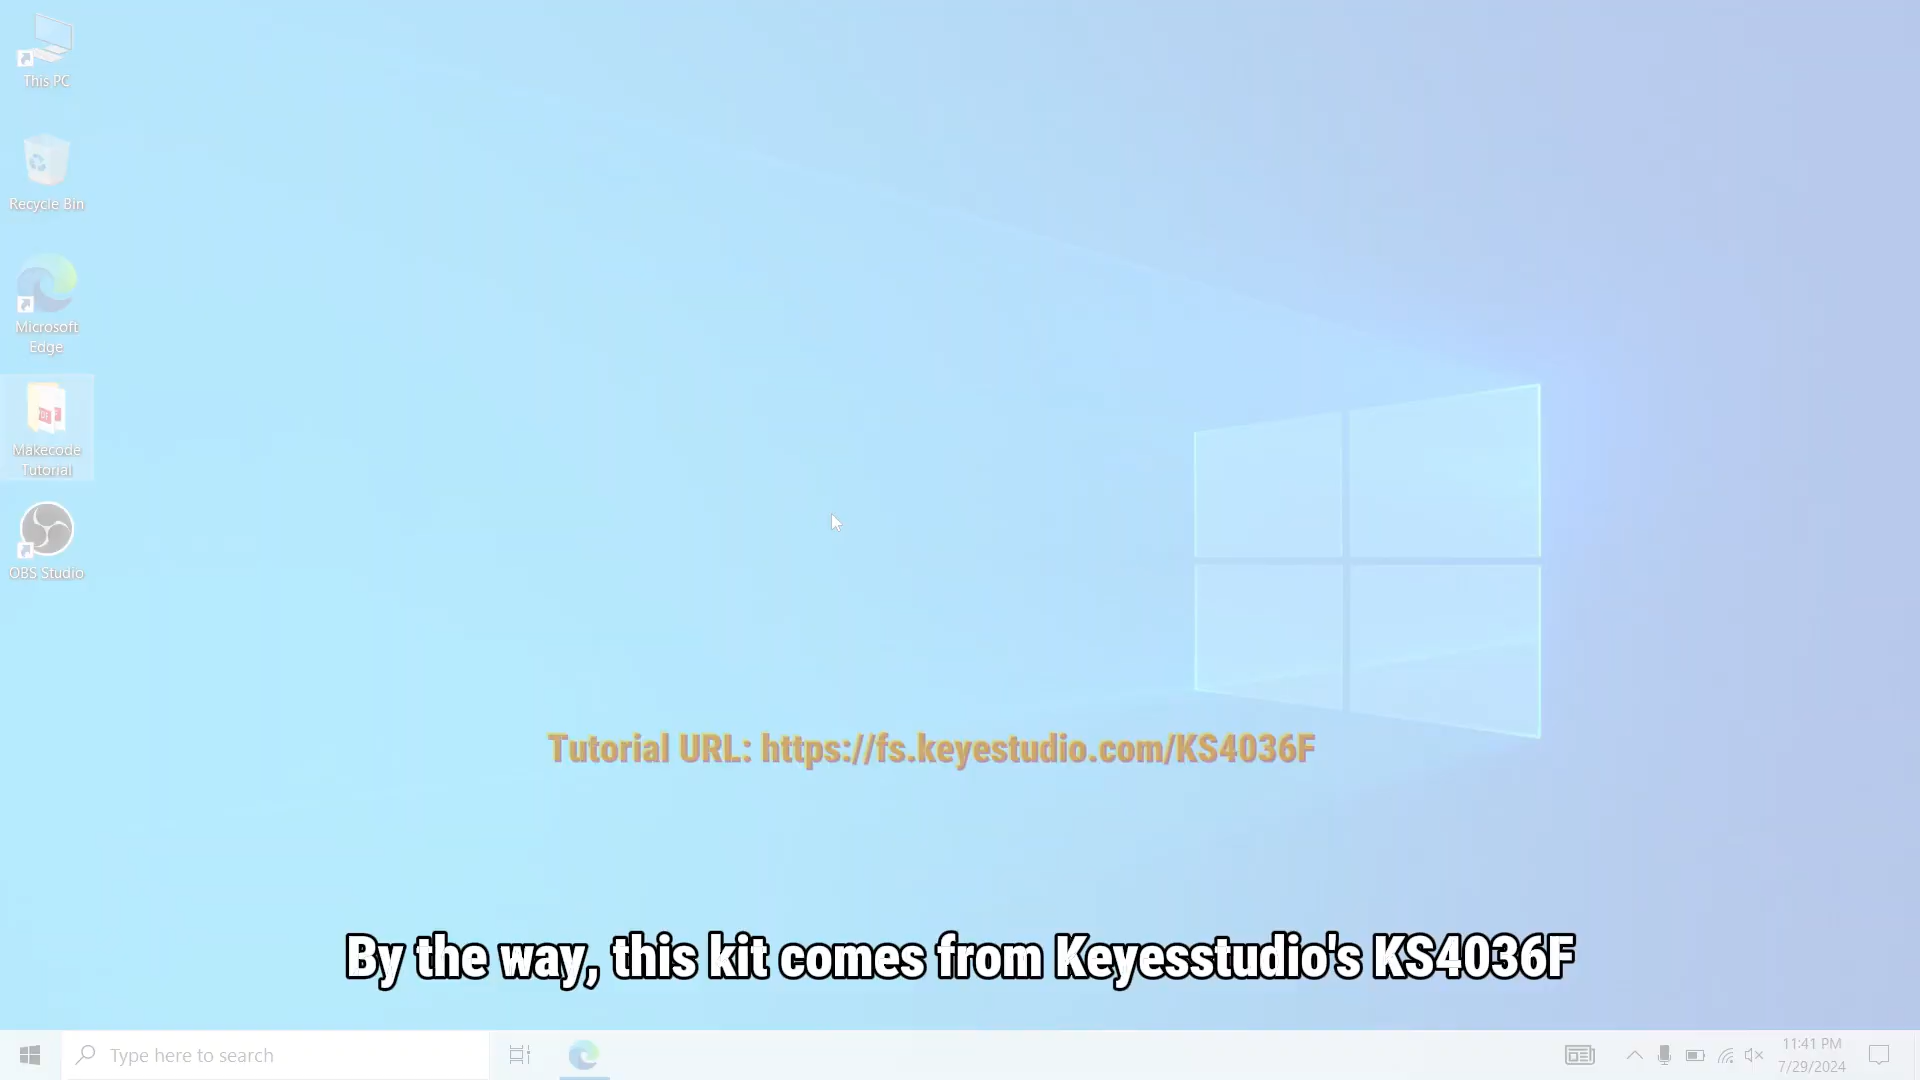 This PC
Recycle Bin
Microsoft
Edge
Makecode
Tutorial
OBS Studio
Tutorial URL: https://fs.keyestudio.com/KS4036F
By the way, this kit comes from Keyesstudio's KS4036F
Type here to search
11:41 PM
7/29/2024